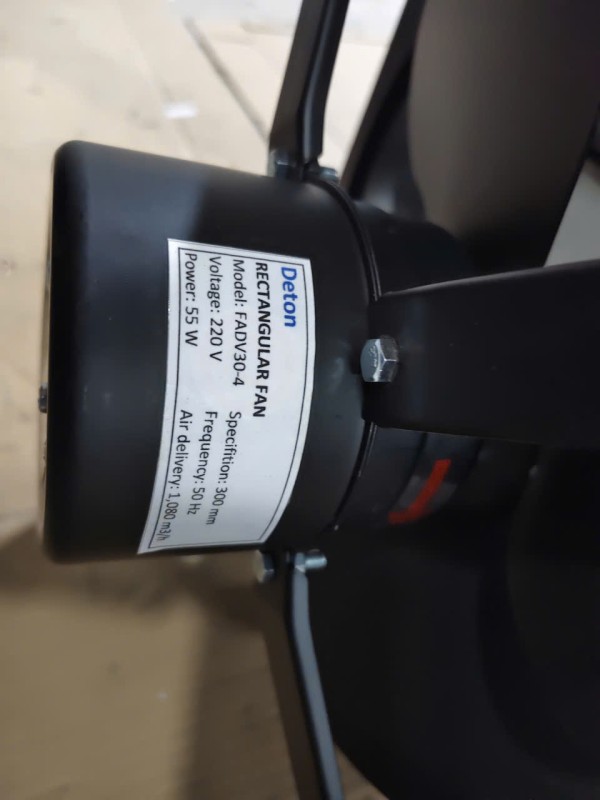 Deton
RECTANGULAR FAN
Model: FADV30-4 Specifition: 300 mm
Voltage: 220 V Frequency: 50 Hz
Power: 55 W Air delivery: 1,080 m3/h